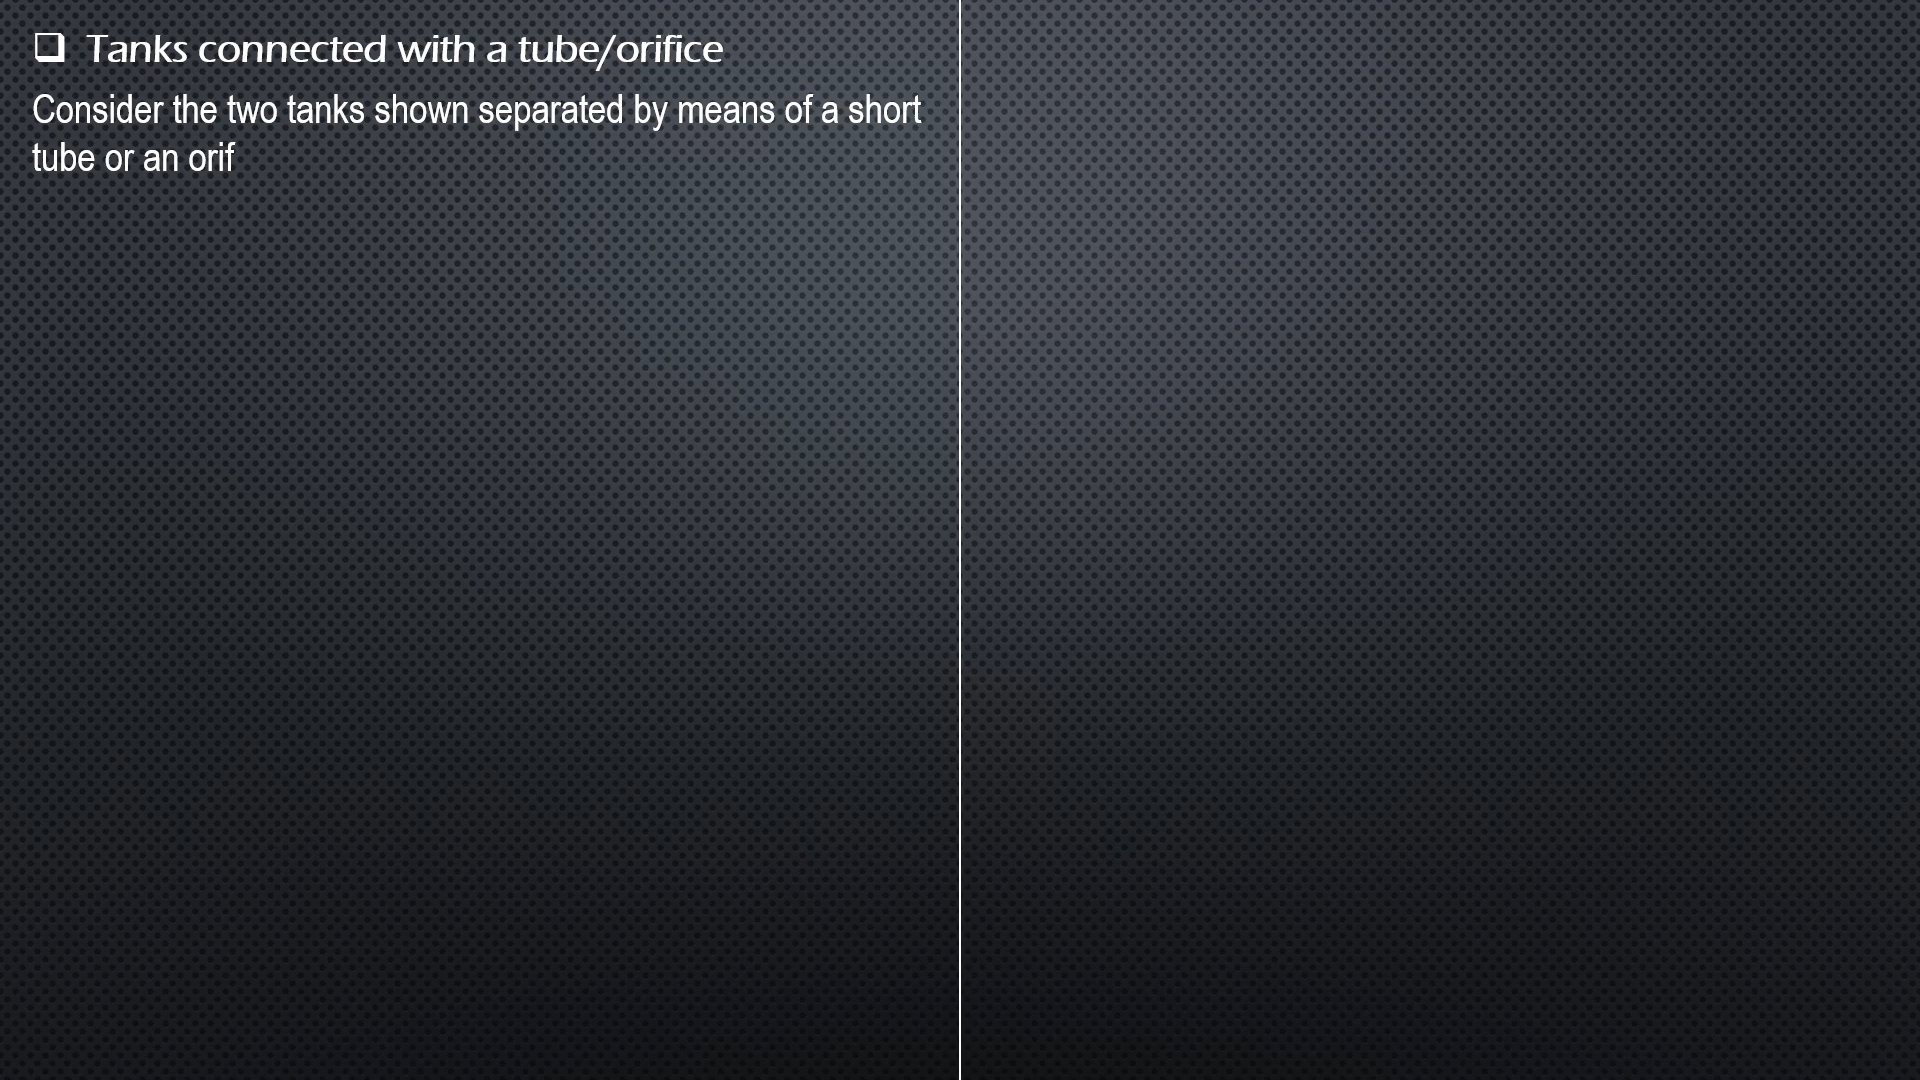 ❑ Tanks connected with a tube/orifice
Consider the two tanks shown separated by means of a short
tube or an orif